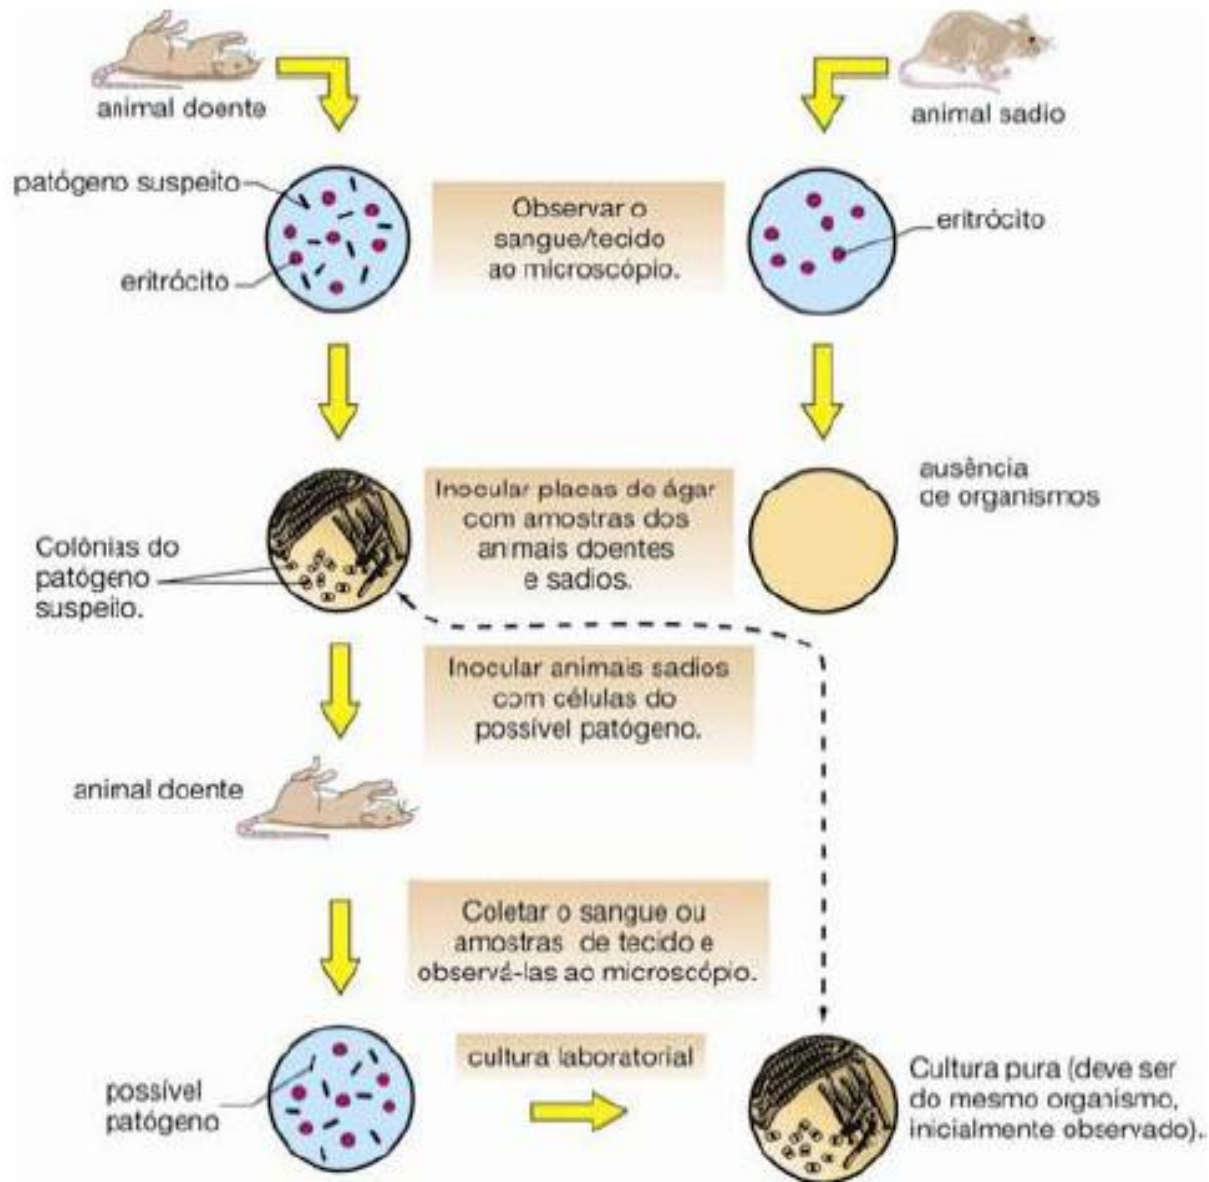 animal doente
animal sadio
patógeno suspeito
eritrócito
Observar o
sangue/tecido
ao microscópio.
eritrócito
Colônias do
patógeno
suspeito.
Inocular placas de ágar
com amostras dos
animais doentes
e sadios.
ausência
de organismos
Inocular animais sadios
com células do
possível patógeno.
animal doente
Coletar o sangue ou
amostras de tecido e
observá-las ao microscópio.
possível
patógeno
cultura laboratorial
Cultura pura (deve ser
do mesmo organismo,
inicialmente observado)..